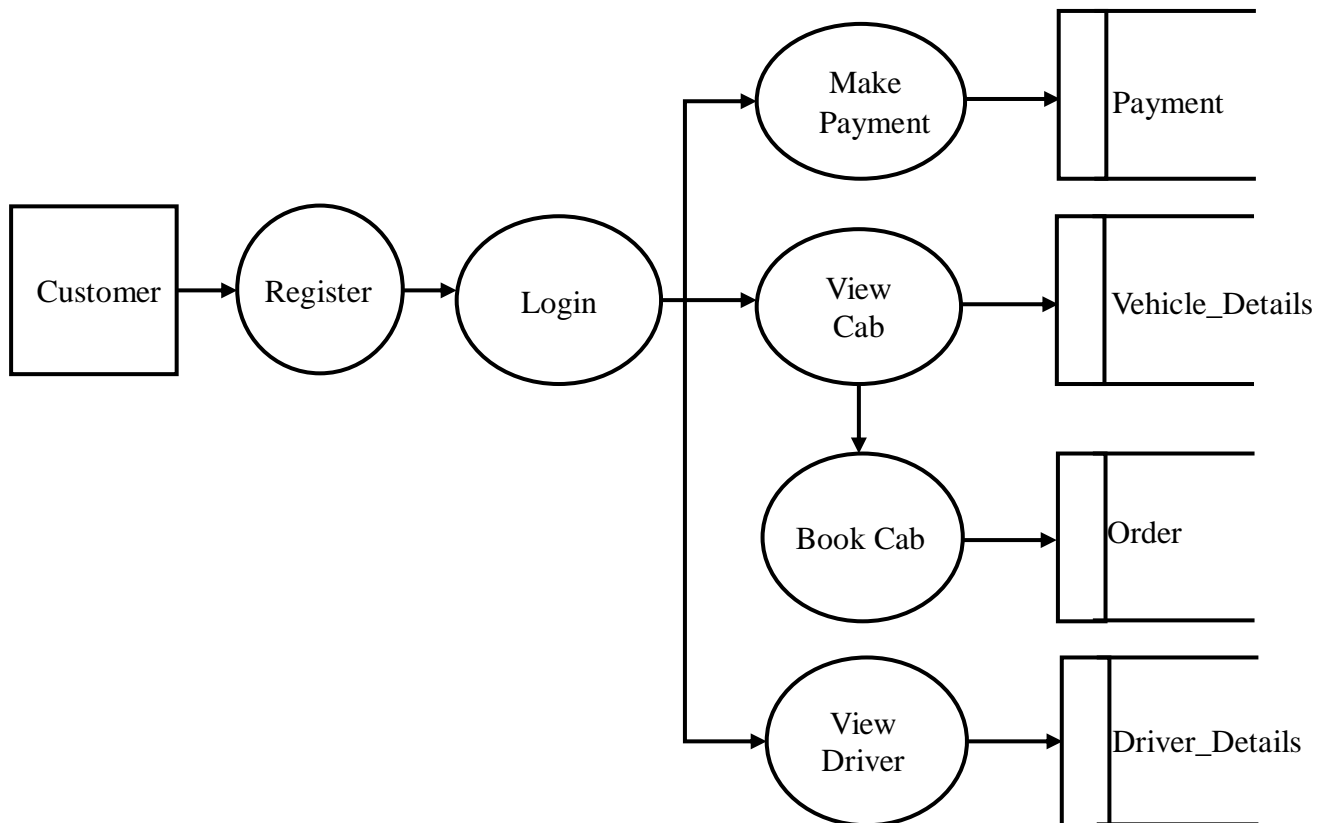 Make
Payment
Payment
Customer
Register
Login
View
Cab
Vehicle_Details
Book Cab
Order
View
Driver
Driver_Details